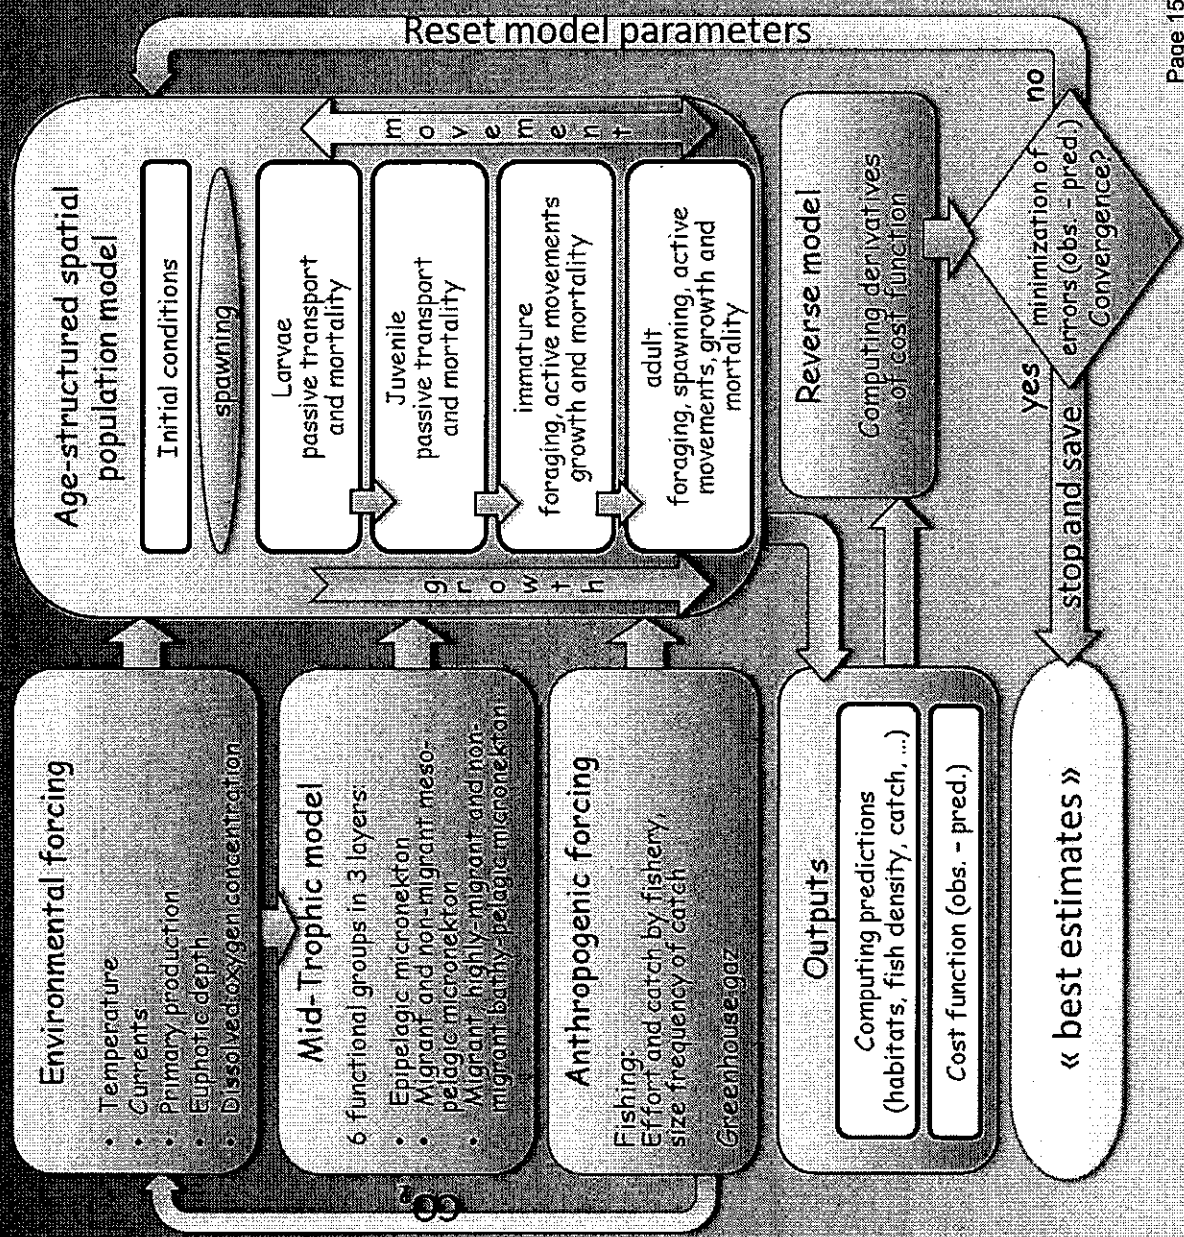 Environmental forcing
• Temperature
• Currents
• Primary production
• Euphotic depth
• Dissolved oxygen concentration
Mid-Trophic model
6 functional groups in 3 layers:
• Epipelagic micronekton
• Migrant and non-migrant meso-
pelagic micronekton
• Migrant, highly-migrant and non-
migrant bathy-pelagic micronekton
Anthropogenic forcing
Fishing:
Effort and catch by fishery,
size frequency of catch
Greenhouse gaz
Outputs
Computing predictions
(habitats, fish density, catch, ...)
Cost function (obs. - pred.)
« best estimates »
Age-structured spatial
population model
Initial conditions
spawning
Larvae
passive transport
and mortality
Juvenile
passive transport
and mortality
immature
foraging, active movements
growth and mortality
adult
foraging, spawning, active
movements, growth and
mortality
growth
movement
Reverse model
Computing derivatives
of cost function
minimization of
errors (obs. - pred.)
Convergence?
yes
no
stop and save
Reset model parameters
Page 15